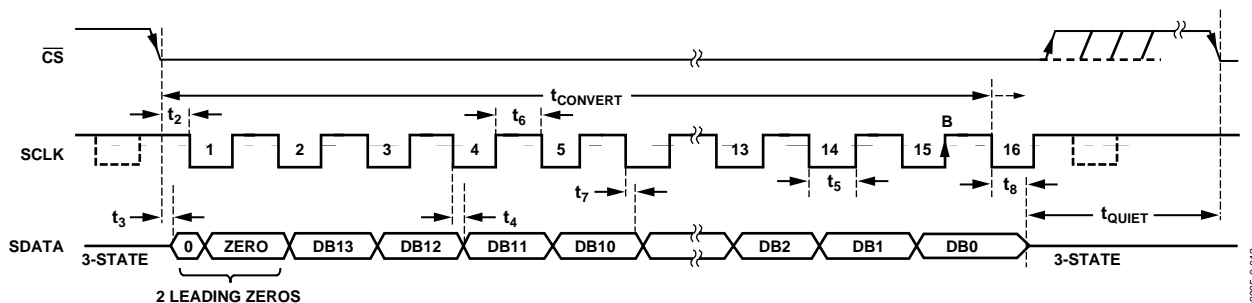 CS
tCONVERT
t2
t6
B
SCLK
1 2 3 4 5 13 14 15 16
t7
t5
t8
t3
t4
tQUIET
SDATA
0 ZERO DB13 DB12 DB11 DB10 DB2 DB1 DB0
3-STATE
3-STATE
2 LEADING ZEROS